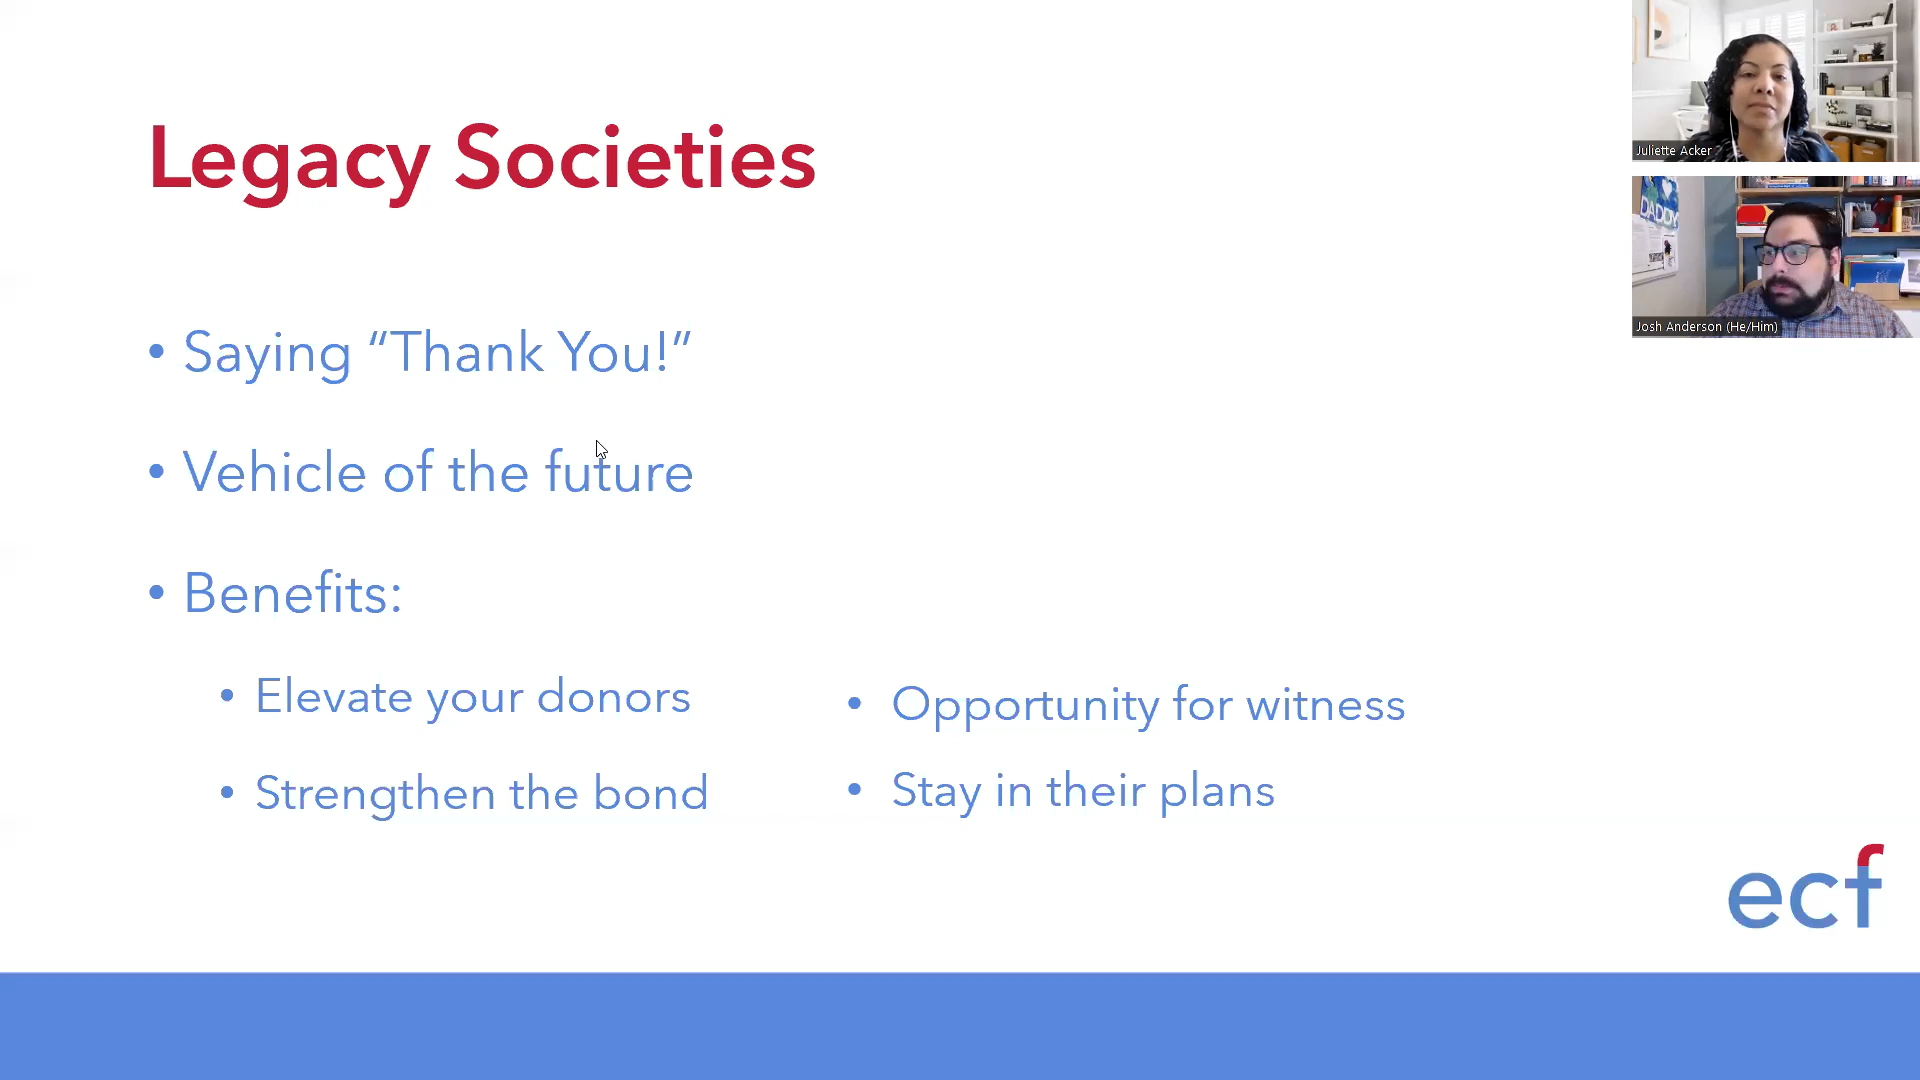 Legacy Societies
• Saying “Thank You!”
• Vehicle of the future
• Benefits:
• Elevate your donors
• Strengthen the bond
• Opportunity for witness
• Stay in their plans
ecf
Juliette Acker
DADDY
Josh Anderson (He/Him)